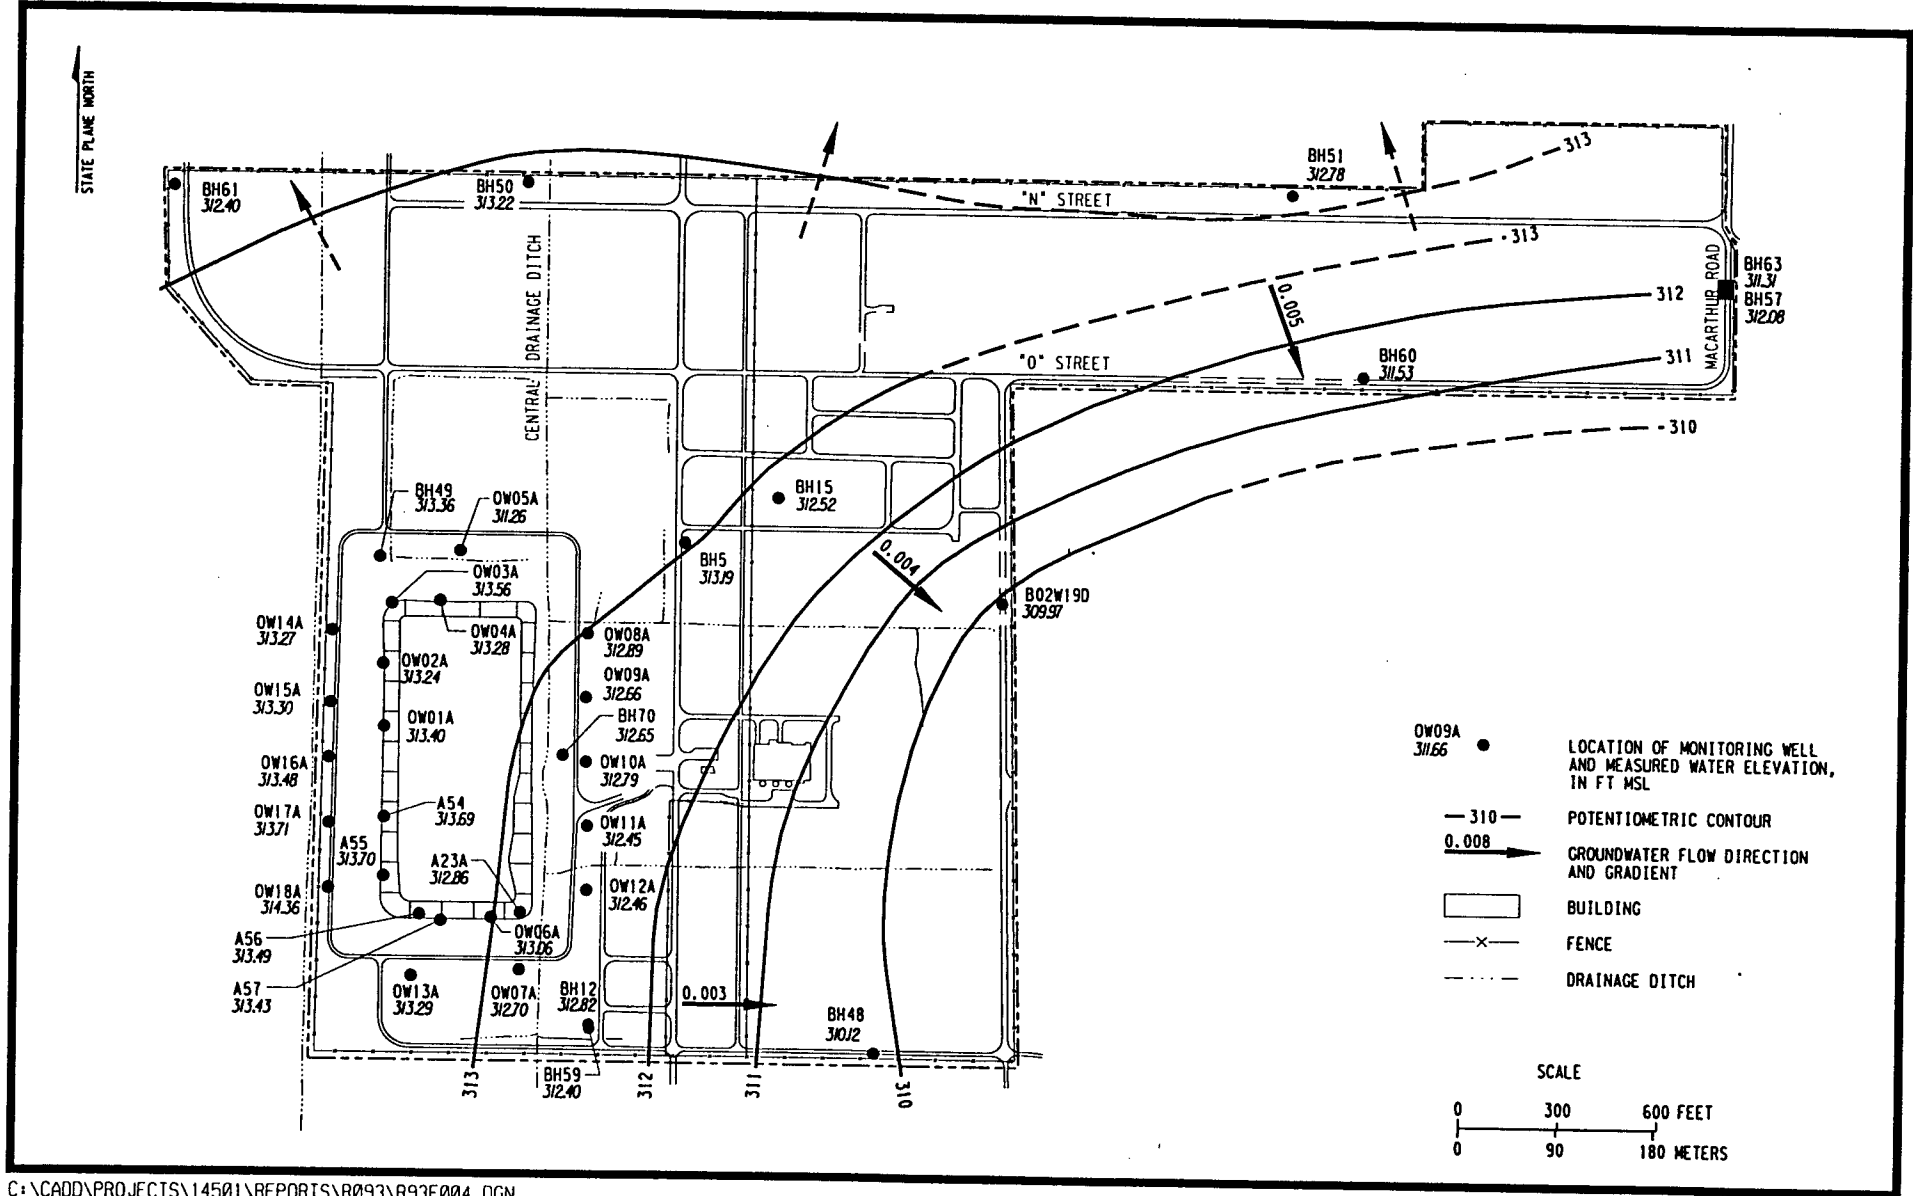 STATE PLANE NORTH
BH61
312.40
BH50
313.22
BH51
312.78
313
"N" STREET
313
CENTRAL DRAINAGE DITCH
MACARTHUR ROAD
BH63
311.31
BH57
312.08
0.005
312
"O" STREET
BH60
311.53
311
310
BH49
313.36
OW05A
311.26
BH15
312.52
BH5
313.19
0.004
OW03A
313.56
B02W19D
309.97
OW14A
313.27
OW04A
313.28
OW08A
312.89
OW02A
313.24
OW09A
312.66
OW15A
313.30
OW01A
313.40
BH70
312.65
OW16A
313.48
OW10A
312.79
OW17A
313.71
A54
313.69
OW11A
312.45
A55
313.70
A23A
312.86
OW18A
314.36
OW12A
312.46
OW06A
313.06
A56
313.49
A57
313.43
OW13A
313.29
OW07A
312.70
BH12
312.82
0.003
BH48
310.12
BH59
312.40
313
312
311
310
OW09A
311.66
LOCATION OF MONITORING WELL
AND MEASURED WATER ELEVATION,
IN FT MSL
310
POTENTIOMETRIC CONTOUR
0.008
GROUNDWATER FLOW DIRECTION
AND GRADIENT
BUILDING
FENCE
DRAINAGE DITCH
SCALE
0 300 600 FEET
0 90 180 METERS
C:\CADD\PROJECTS\14501\REPORTS\R093\R93F004.DGN